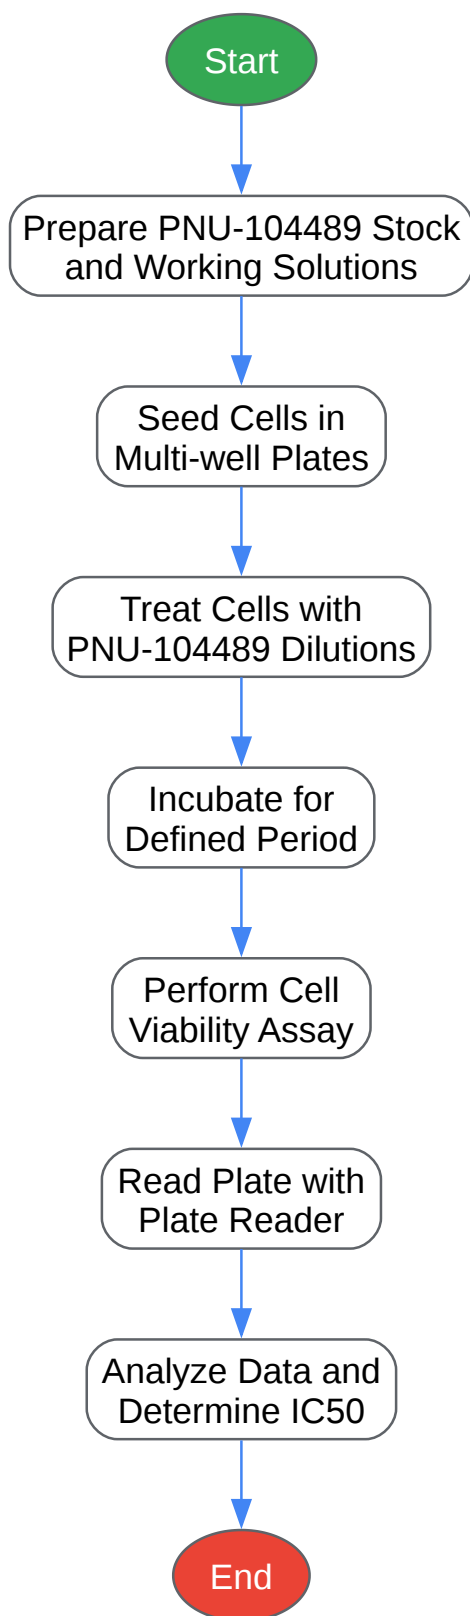 Start
Prepare PNU-104489 Stock
and Working Solutions
Seed Cells in
Multi-well Plates
Treat Cells with
PNU-104489 Dilutions
Incubate for
Defined Period
Perform Cell
Viability Assay
Read Plate with
Plate Reader
Analyze Data and
Determine IC50
End